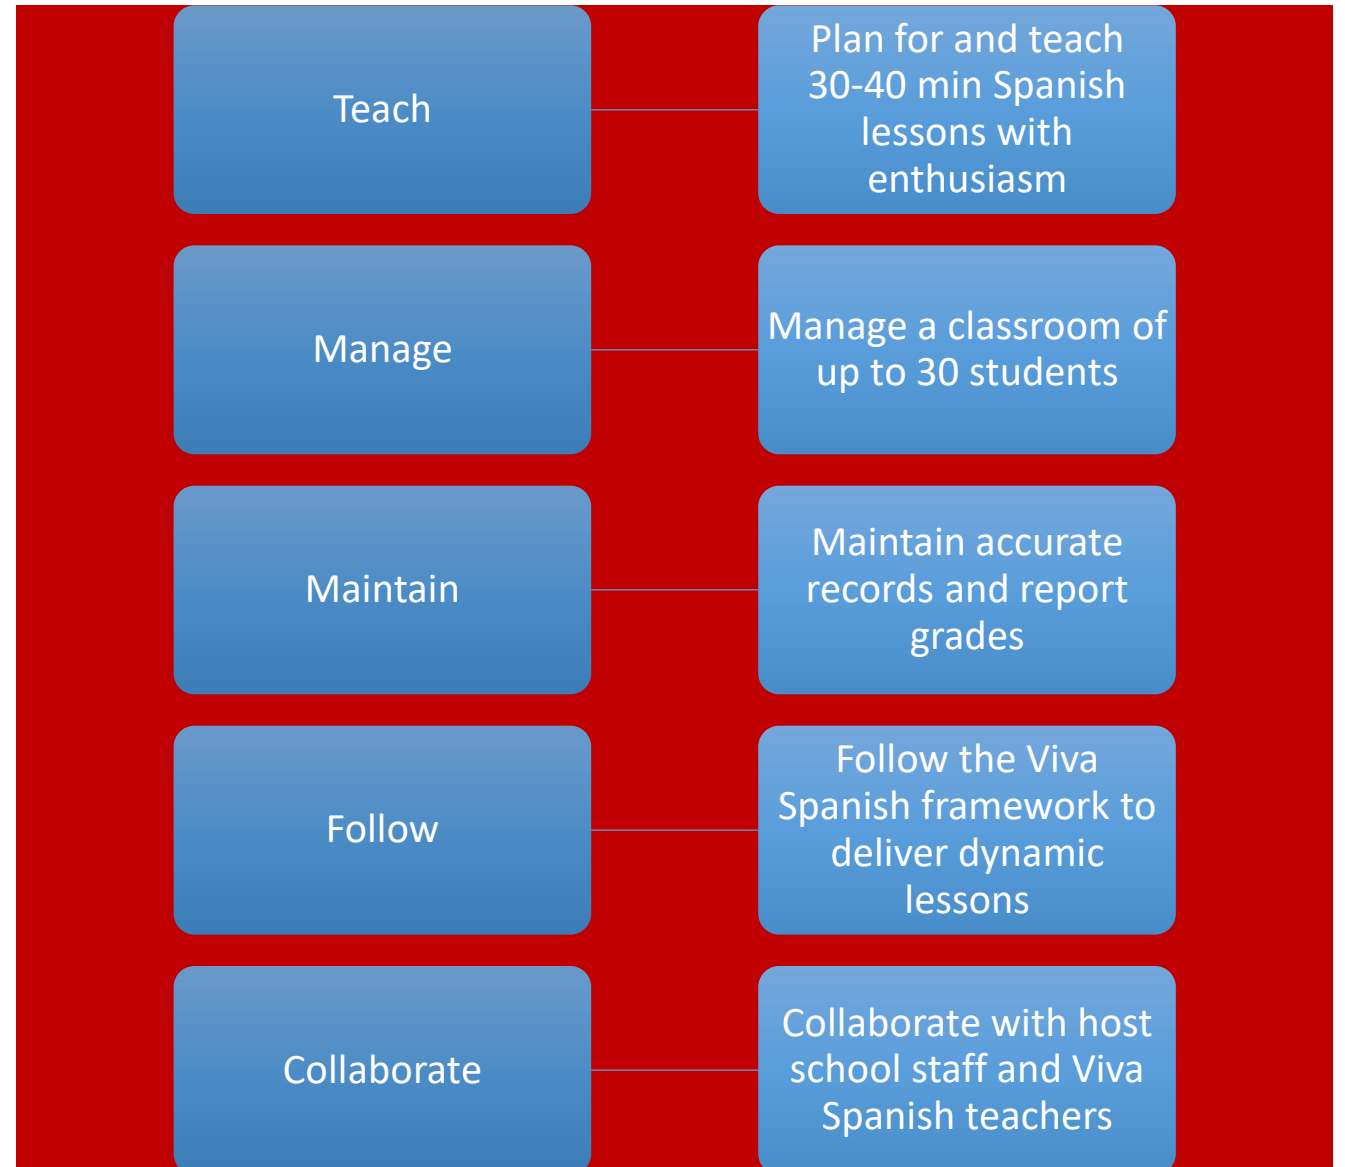 Teach
Plan for and teach
30-40 min Spanish
lessons with
enthusiasm
Manage
Manage a classroom of
up to 30 students
Maintain
Maintain accurate
records and report
grades
Follow
Follow the Viva
Spanish framework to
deliver dynamic
lessons
Collaborate
Collaborate with host
school staff and Viva
Spanish teachers